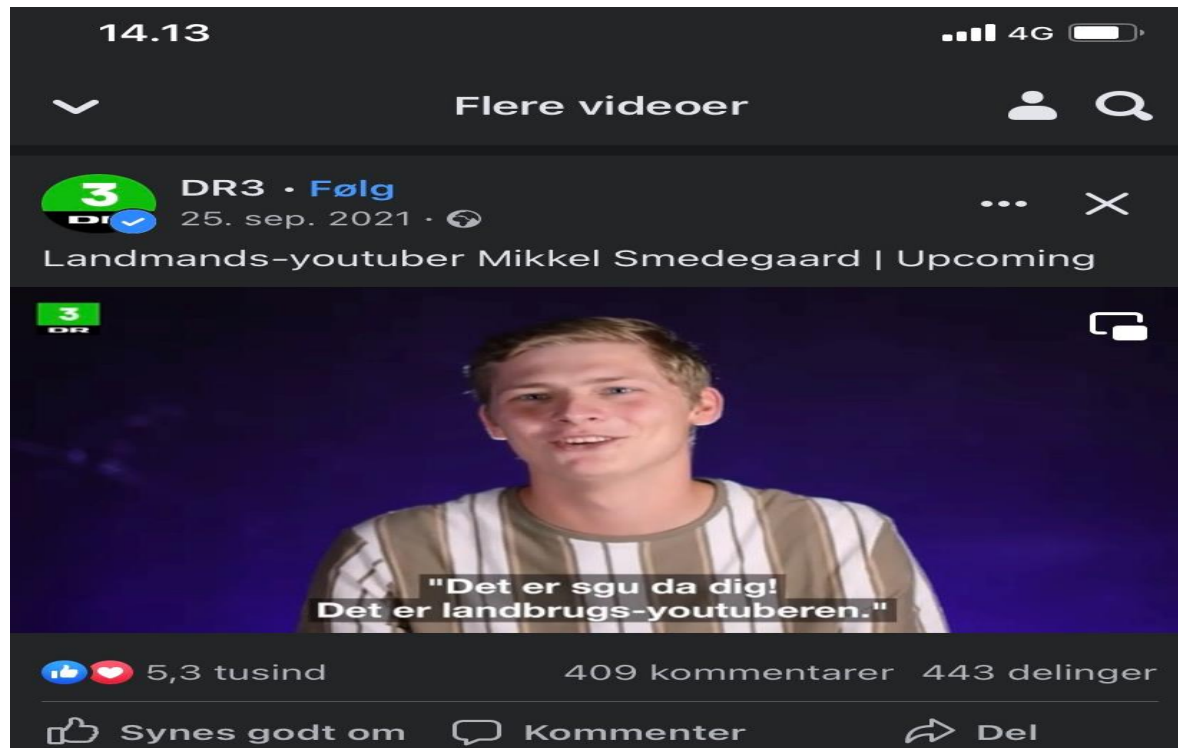 14.13 4G
Flere videoer
3 DR3 · Følg
DR 25. sep. 2021 ·
Landmands-youtuber Mikkel Smedegaard | Upcoming
3
DR
"Det er sgu da dig!
Det er landbrugs-youtuberen."
5,3 tusind 409 kommentarer 443 delinger
Synes godt om Kommenter Del